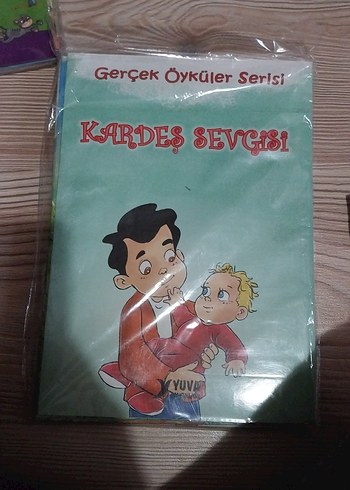 Gerçek Öyküler Serisi
KARDEŞ SEVGİSİ
YUVA